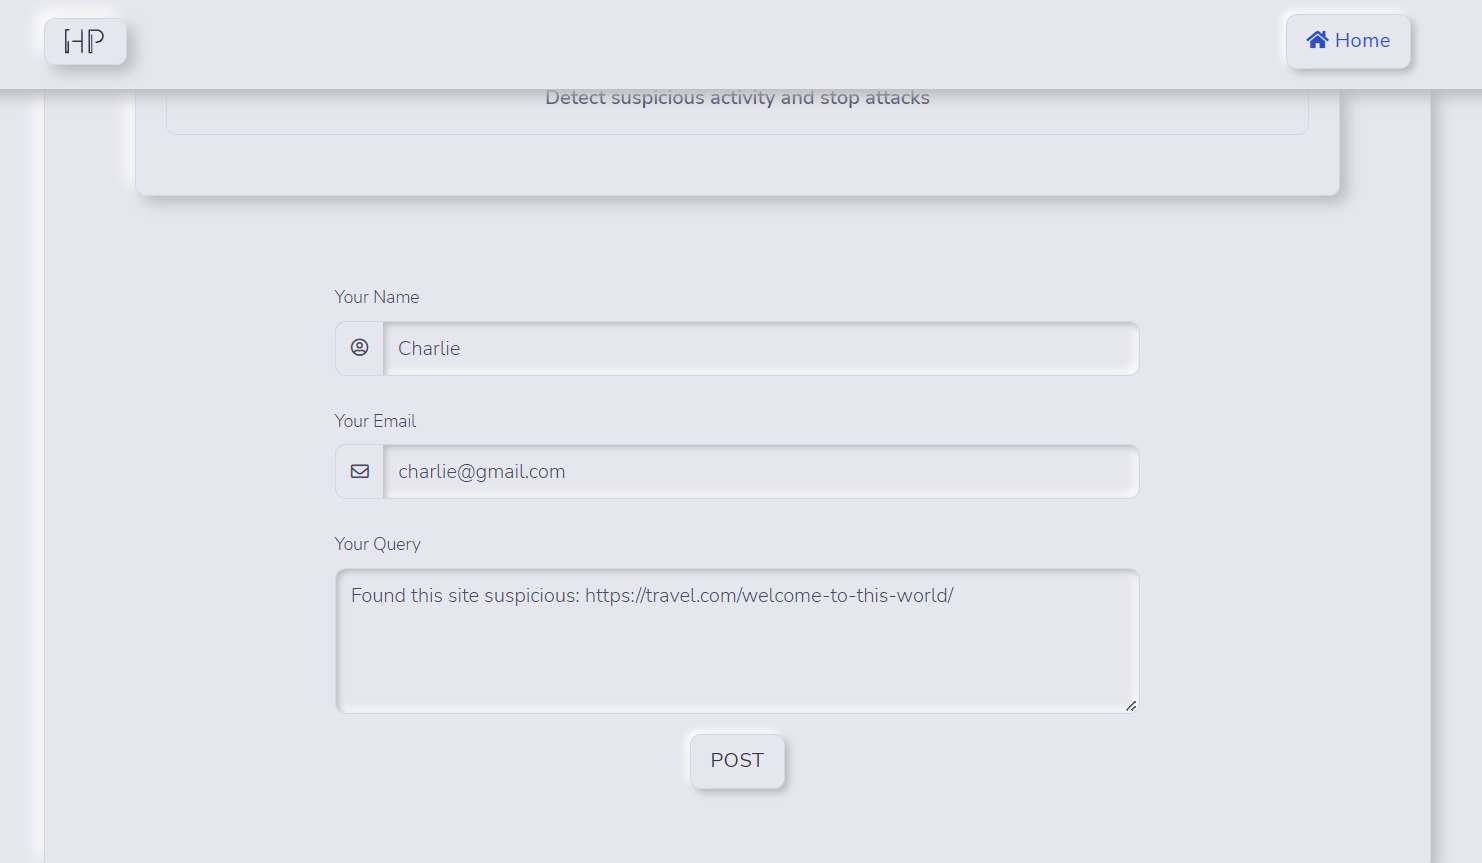 HP
Home
Detect suspicious activity and stop attacks
Your Name
Charlie
Your Email
charlie@gmail.com
Your Query
Found this site suspicious: https://travel.com/welcome-to-this-world/
POST